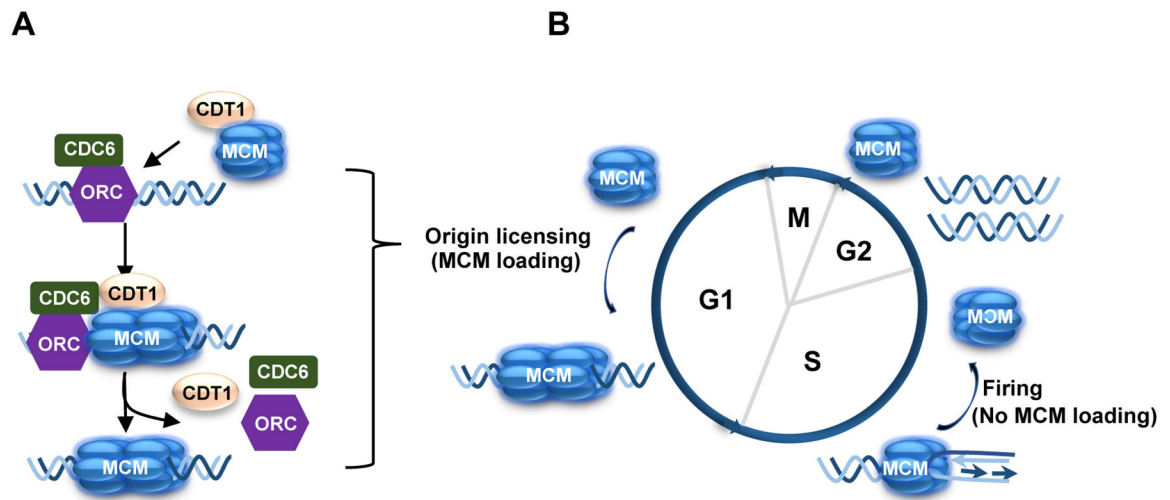 A
CDT1
MCM
CDC6
ORC
CDC6
CDT1
ORC
MCM
CDC6
CDT1
ORC
MCM
Origin licensing
(MCM loading)
B
MCM
MCM
M
G2
G1
S
MCM
MCM
Firing
(No MCM loading)
MCM